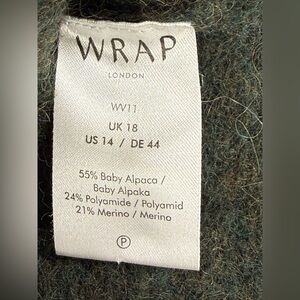 WRAP
LONDON
WV11
UK 18
US 14 / DE 44
55% Baby Alpaca /
Baby Alpaka
24% Polyamide / Polyamid
21% Merino / Merino
P